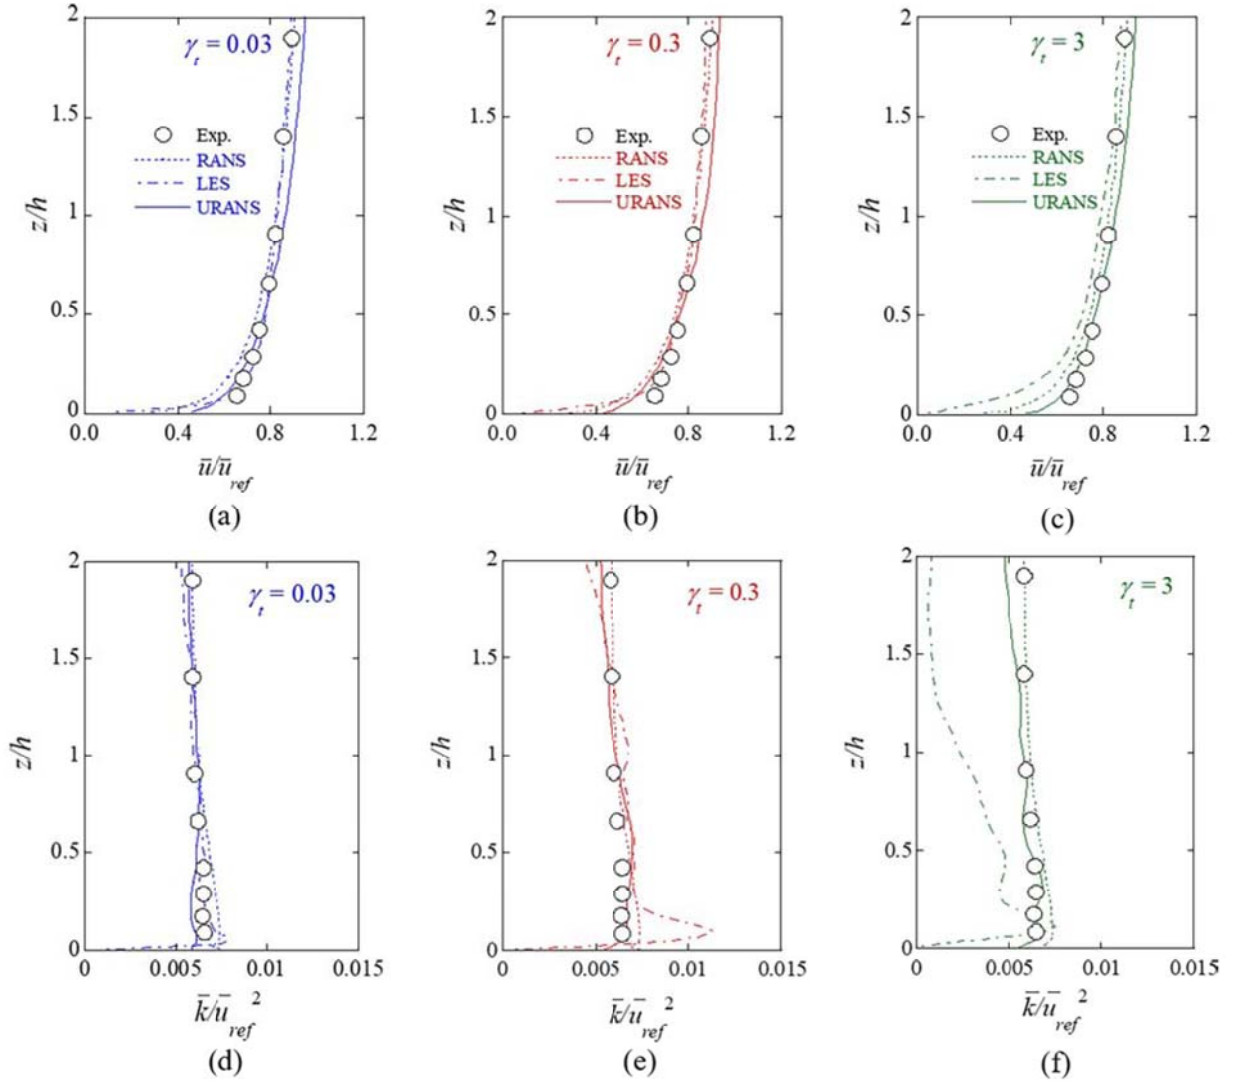 2
1.5
1
0.5
0
z/h
γt = 0.03
Exp.
RANS
LES
URANS
0.0 0.4 0.8 1.2
u̅/u̅ref
(a)
2
1.5
1
0.5
0
z/h
γt = 0.3
Exp.
RANS
LES
URANS
0.0 0.4 0.8 1.2
u̅/u̅ref
(b)
2
1.5
1
0.5
0
z/h
γt = 3
Exp.
RANS
LES
URANS
0.0 0.4 0.8 1.2
u̅/u̅ref
(c)
2
1.5
1
0.5
0
z/h
γt = 0.03
0 0.005 0.01 0.015
k̅/u̅ref²
(d)
2
1.5
1
0.5
0
z/h
γt = 0.3
0 0.005 0.01 0.015
k̅/u̅ref²
(e)
2
1.5
1
0.5
0
z/h
γt = 3
0 0.005 0.01 0.015
k̅/u̅ref²
(f)